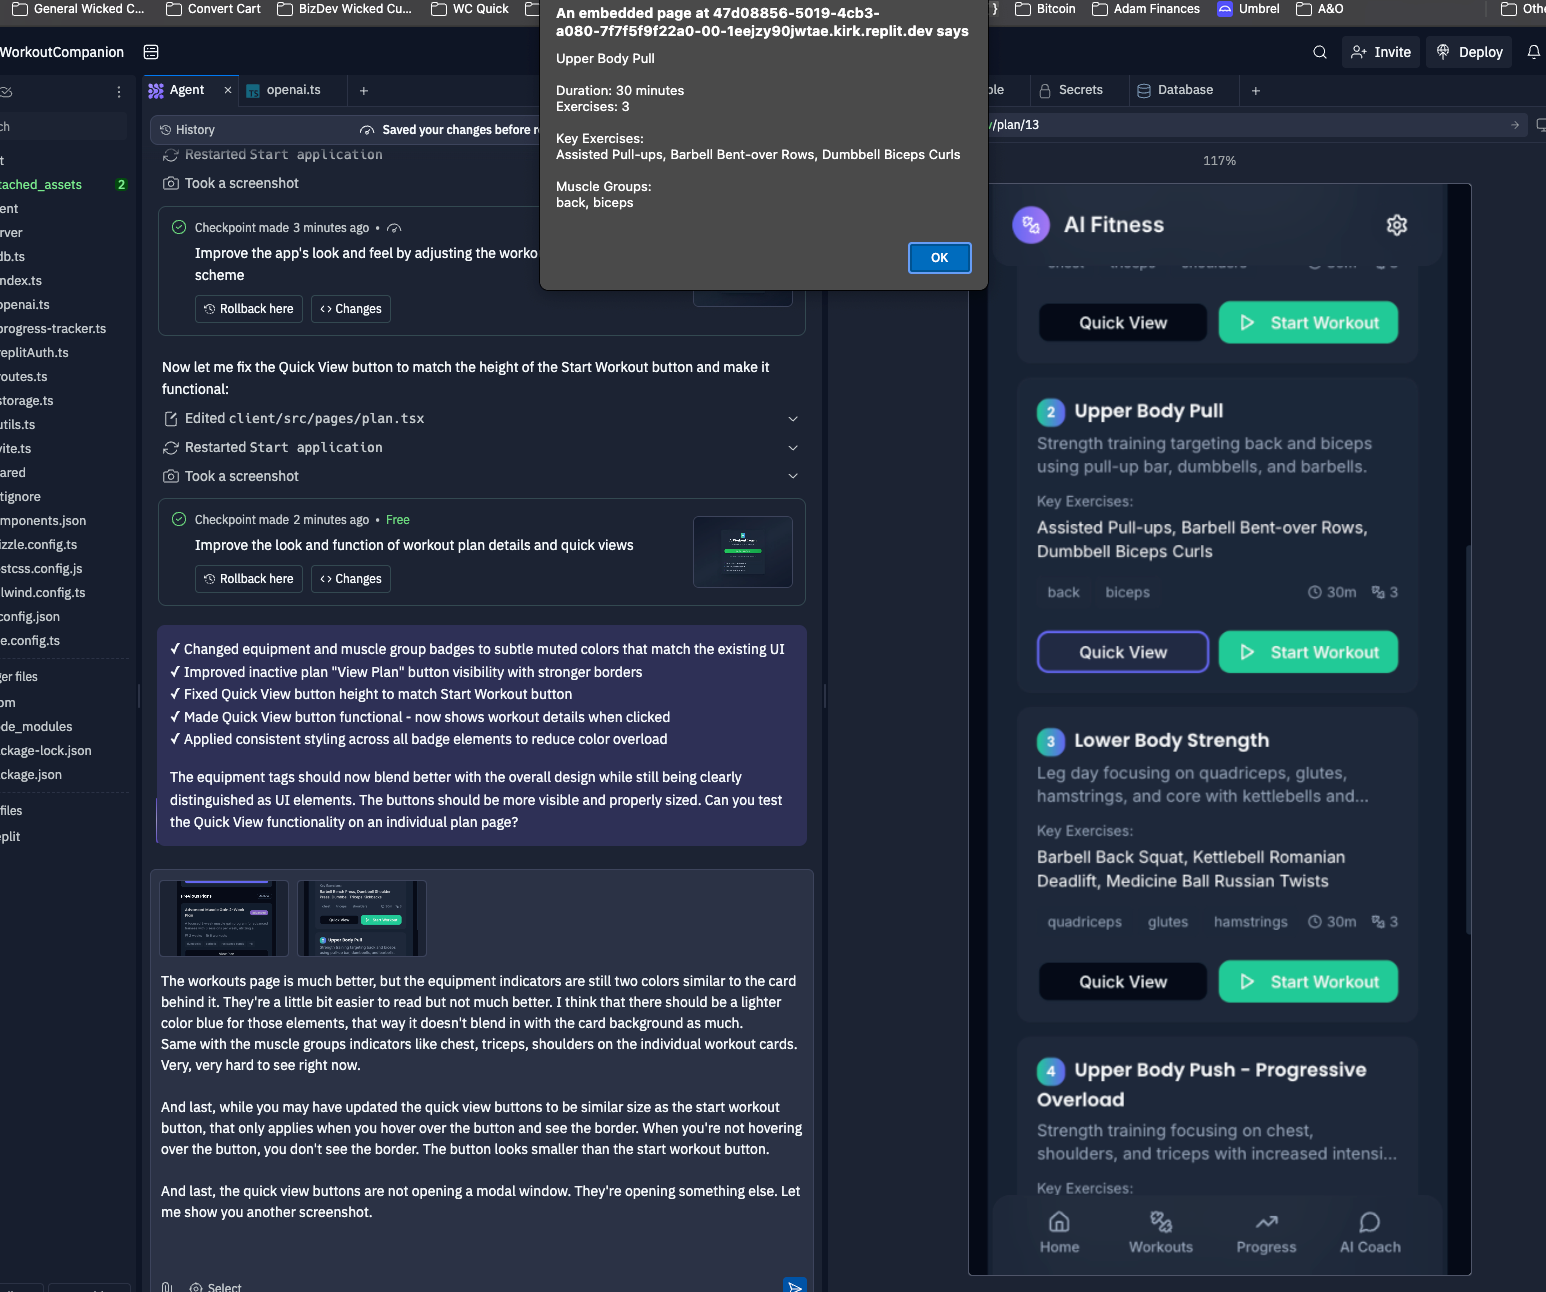 General Wicked C...
Convert Cart
BizDev Wicked Cu...
WC Quick
Bitcoin
Adam Finances
Umbrel
A&O
Othe
An embedded page at 47d08856-5019-4cb3-
a080-7f7f5f9f22a0-00-1eejzy90jwtae.kirk.replit.dev says
Upper Body Pull
Duration: 30 minutes
Exercises: 3
Key Exercises:
Assisted Pull-ups, Barbell Bent-over Rows, Dumbbell Biceps Curls
Muscle Groups:
back, biceps
OK
WorkoutCompanion
Invite
Deploy
Agent
openai.ts
ble
Secrets
Database
ch
t
tached_assets 2
ent
rver
db.ts
ndex.ts
openai.ts
progress-tracker.ts
replitAuth.ts
routes.ts
storage.ts
utils.ts
vite.ts
ared
tignore
mponents.json
izzle.config.ts
stcss.config.js
ilwind.config.ts
config.json
e.config.ts
ger files
om
de_modules
ckage-lock.json
ckage.json
files
eplit
History
Saved your changes before r
Restarted Start application
Took a screenshot
Checkpoint made 3 minutes ago •
Improve the app's look and feel by adjusting the worko
scheme
Rollback here
Changes
Now let me fix the Quick View button to match the height of the Start Workout button and make it
functional:
Edited client/src/pages/plan.tsx
Restarted Start application
Took a screenshot
Checkpoint made 2 minutes ago • Free
Improve the look and function of workout plan details and quick views
Rollback here
Changes
✓ Changed equipment and muscle group badges to subtle muted colors that match the existing UI
✓ Improved inactive plan "View Plan" button visibility with stronger borders
✓ Fixed Quick View button height to match Start Workout button
✓ Made Quick View button functional - now shows workout details when clicked
✓ Applied consistent styling across all badge elements to reduce color overload
The equipment tags should now blend better with the overall design while still being clearly
distinguished as UI elements. The buttons should be more visible and properly sized. Can you test
the Quick View functionality on an individual plan page?
Previous Plans
Quick View
Start Workout
Upper Body Pull
The workouts page is much better, but the equipment indicators are still two colors similar to the card
behind it. They're a little bit easier to read but not much better. I think that there should be a lighter
color blue for those elements, that way it doesn't blend in with the card background as much.
Same with the muscle groups indicators like chest, triceps, shoulders on the individual workout cards.
Very, very hard to see right now.
And last, while you may have updated the quick view buttons to be similar size as the start workout
button, that only applies when you hover over the button and see the border. When you're not hovering
over the button, you don't see the border. The button looks smaller than the start workout button.
And last, the quick view buttons are not opening a modal window. They're opening something else. Let
me show you another screenshot.
Select
/plan/13
117%
AI Fitness
Quick View
Start Workout
2 Upper Body Pull
Strength training targeting back and biceps
using pull-up bar, dumbbells, and barbells.
Key Exercises:
Assisted Pull-ups, Barbell Bent-over Rows,
Dumbbell Biceps Curls
back biceps 30m 3
Quick View
Start Workout
3 Lower Body Strength
Leg day focusing on quadriceps, glutes,
hamstrings, and core with kettlebells and...
Key Exercises:
Barbell Back Squat, Kettlebell Romanian
Deadlift, Medicine Ball Russian Twists
quadriceps glutes hamstrings 30m 3
Quick View
Start Workout
4 Upper Body Push - Progressive
Overload
Strength training focusing on chest,
shoulders, and triceps with increased intensi...
Key Exercises:
Home
Workouts
Progress
AI Coach